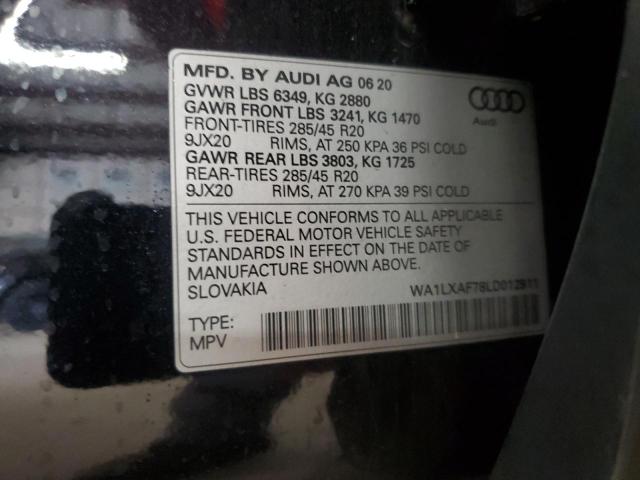 MFD. BY AUDI AG 06 20
GVWR LBS 6349, KG 2880
GAWR FRONT LBS 3241, KG 1470
FRONT-TIRES 285/45 R20
9JX20 RIMS, AT 250 KPA 36 PSI COLD
GAWR REAR LBS 3803, KG 1725
REAR-TIRES 285/45 R20
9JX20 RIMS, AT 270 KPA 39 PSI COLD
Audi
THIS VEHICLE CONFORMS TO ALL APPLICABLE
U.S. FEDERAL MOTOR VEHICLE SAFETY
STANDARDS IN EFFECT ON THE DATE OF
MANUFACTURE SHOWN ABOVE.
SLOVAKIA WA1LXAF78LD012911
TYPE:
MPV